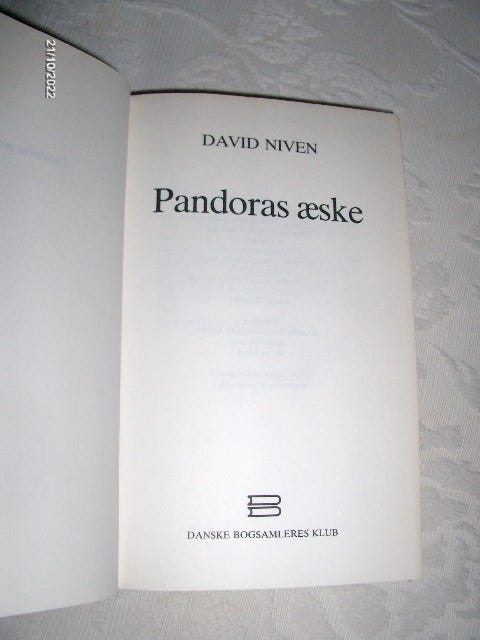 21/10/2022
DAVID NIVEN
Pandoras æske
DANSKE BOGSAMLERES KLUB